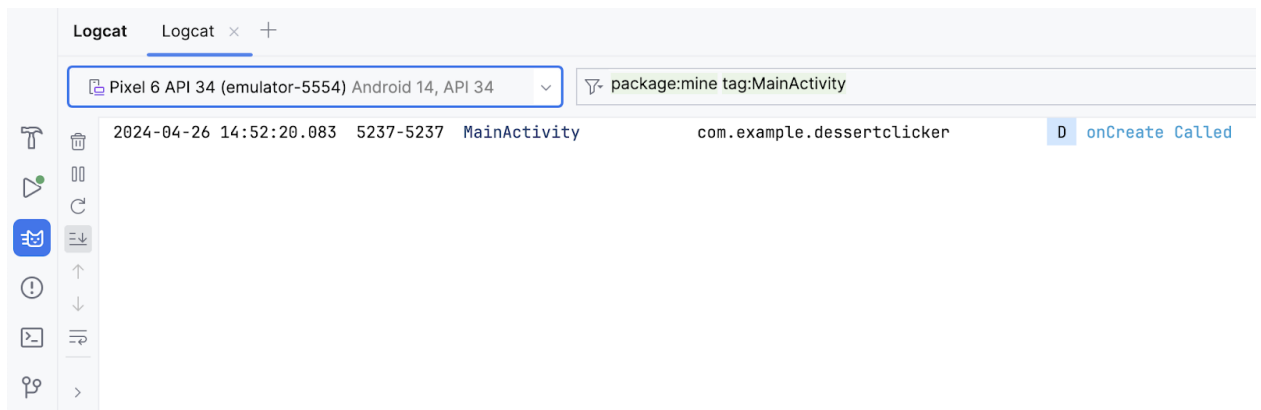 Logcat Logcat
Pixel 6 API 34 (emulator-5554) Android 14, API 34 package:mine tag:MainActivity
2024-04-26 14:52:20.083 5237-5237 MainActivity com.example.dessertclicker D onCreate Called